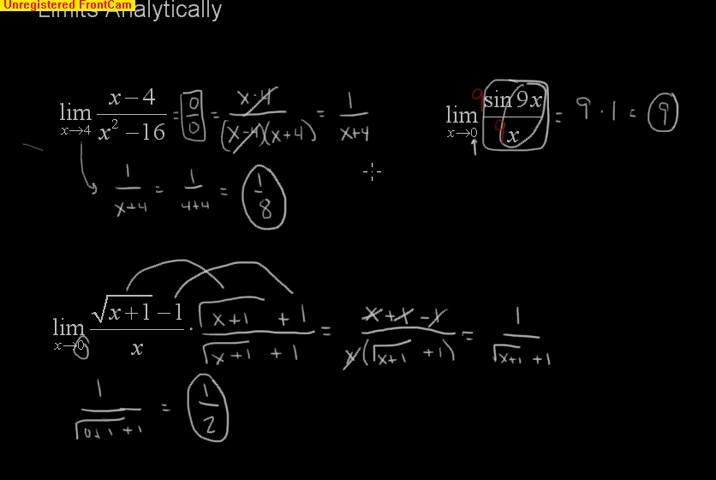 Unregistered FrontCam
Limits Analytically
lim x→4 (x − 4)/(x² − 16) = 0/0 = (x-4)/((x-4)(x+4)) = 1/(x+4)
1/(x+4) = 1/(4+4) = 1/8
lim x→0 9 sin 9x / 9x = 9 · 1 = 9
lim x→0 (√(x+1) − 1)/x · (√(x+1) + 1)/(√(x+1) + 1) = (x+1-1)/(x(√(x+1) + 1)) = 1/(√(x+1) + 1)
1/(√(0+1) + 1) = 1/2